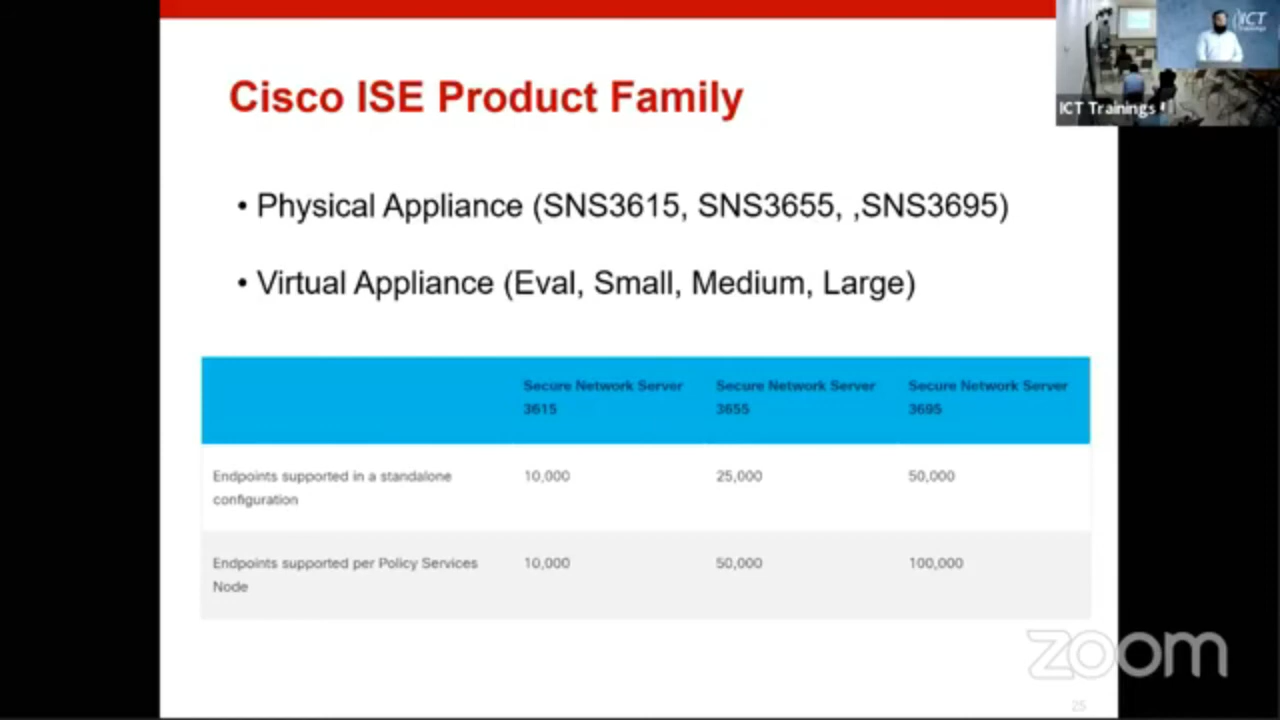 Cisco ISE Product Family
• Physical Appliance (SNS3615, SNS3655, ,SNS3695)
• Virtual Appliance (Eval, Small, Medium, Large)
Secure Network Server 3615
Secure Network Server 3655
Secure Network Server 3695
Endpoints supported in a standalone configuration
10,000
25,000
50,000
Endpoints supported per Policy Services Node
10,000
50,000
100,000
ICT
Trainings
ICT Trainings
zoom
25